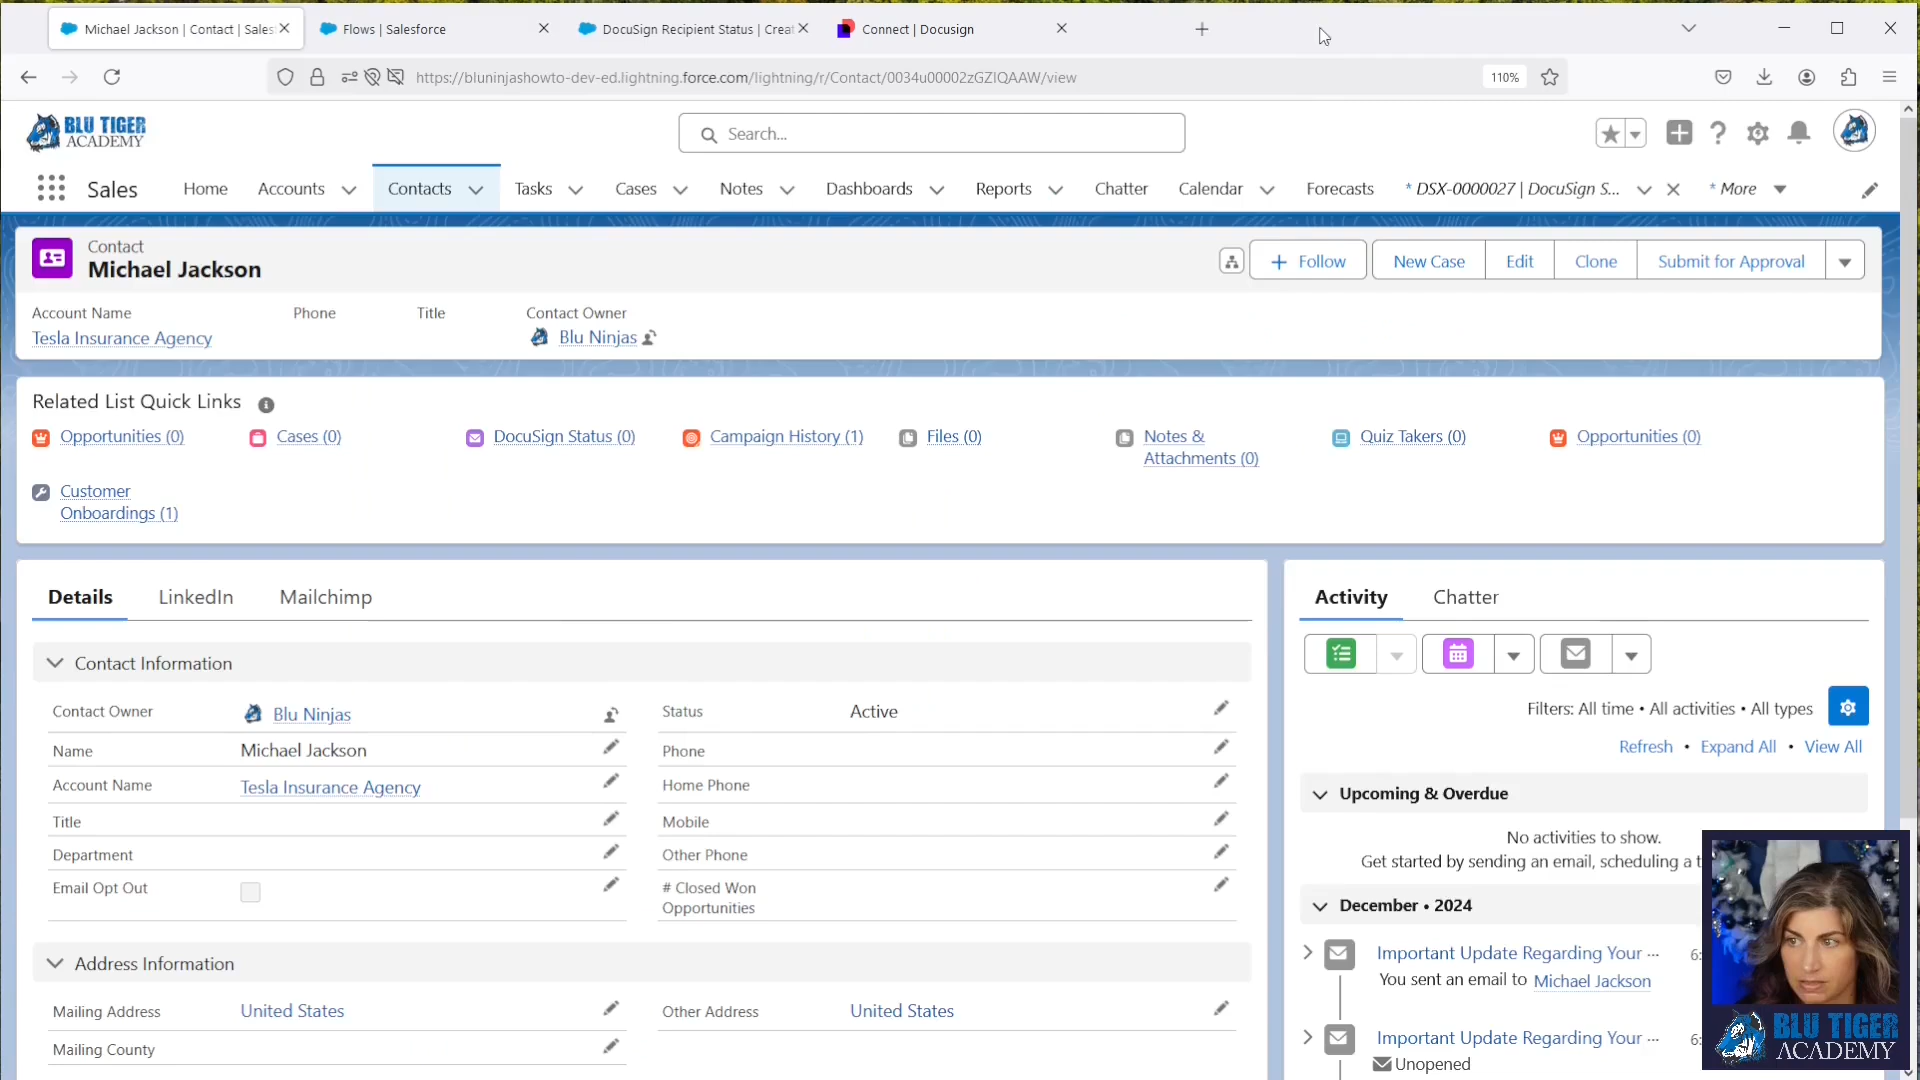 Michael Jackson | Contact | Sales
Flows | Salesforce
DocuSign Recipient Status | Creat
Connect | Docusign
https://bluninjashowto-dev-ed.lightning.force.com/lightning/r/Contact/0034u00002zGZIQAAW/view
110%
BLU TIGER
ACADEMY
Search...
Sales
Home
Accounts
Contacts
Tasks
Cases
Notes
Dashboards
Reports
Chatter
Calendar
Forecasts
* DSX-0000027 | DocuSign S...
* More
Contact
Michael Jackson
+ Follow
New Case
Edit
Clone
Submit for Approval
Account Name
Phone
Title
Contact Owner
Tesla Insurance Agency
Blu Ninjas
Related List Quick Links
Opportunities (0)
Cases (0)
DocuSign Status (0)
Campaign History (1)
Files (0)
Notes &
Attachments (0)
Quiz Takers (0)
Opportunities (0)
Customer
Onboardings (1)
Details
LinkedIn
Mailchimp
Contact Information
Contact Owner
Blu Ninjas
Status
Active
Name
Michael Jackson
Phone
Account Name
Tesla Insurance Agency
Home Phone
Title
Mobile
Department
Other Phone
Email Opt Out
# Closed Won
Opportunities
Address Information
Mailing Address
United States
Other Address
United States
Mailing County
Activity
Chatter
Filters: All time • All activities • All types
Refresh • Expand All • View All
Upcoming & Overdue
No activities to show.
Get started by sending an email, scheduling a t
December • 2024
Important Update Regarding Your ...
6:
You sent an email to Michael Jackson
Important Update Regarding Your ...
6:
Unopened
BLU TIGER
ACADEMY